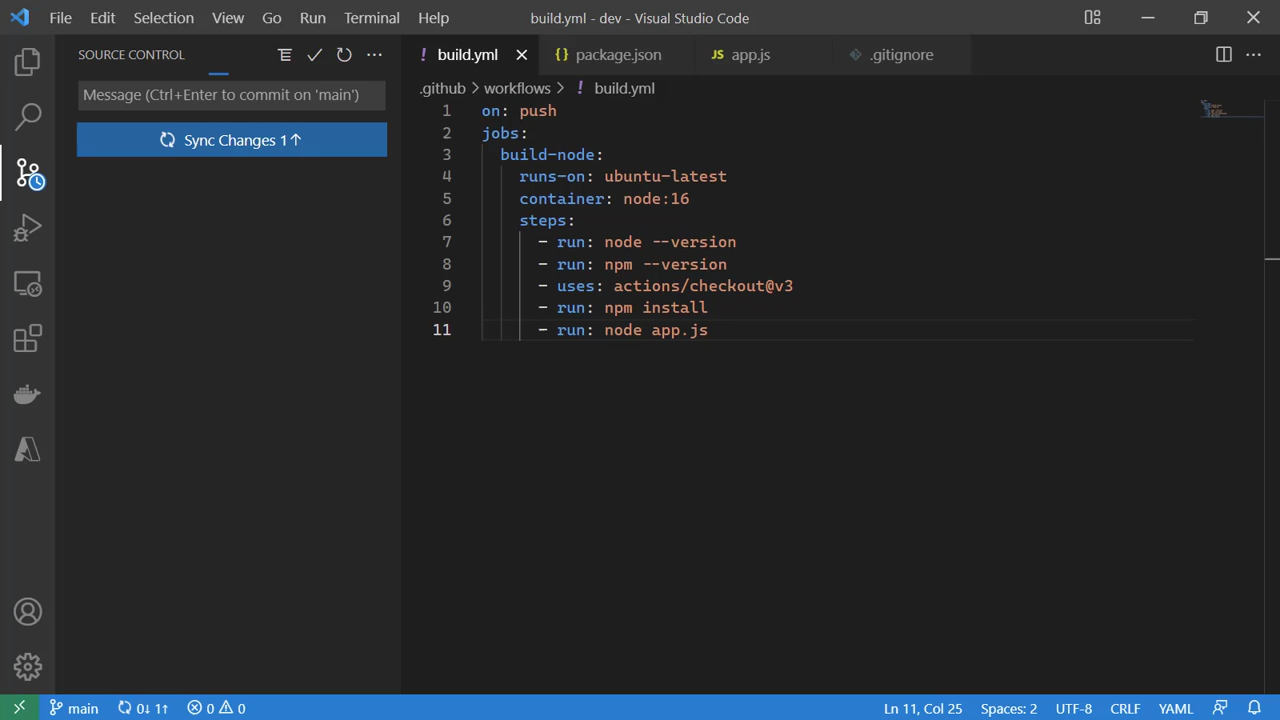 File Edit Selection View Go Run Terminal Help build.yml - dev - Visual Studio Code
SOURCE CONTROL
Message (Ctrl+Enter to commit on 'main')
Sync Changes 1↑
! build.yml {} package.json JS app.js .gitignore
.github > workflows > ! build.yml
1 on: push
2 jobs:
3 build-node:
4 runs-on: ubuntu-latest
5 container: node:16
6 steps:
7 - run: node --version
8 - run: npm --version
9 - uses: actions/checkout@v3
10 - run: npm install
11 - run: node app.js
main 0↓ 1↑ 0 0 Ln 11, Col 25 Spaces: 2 UTF-8 CRLF YAML